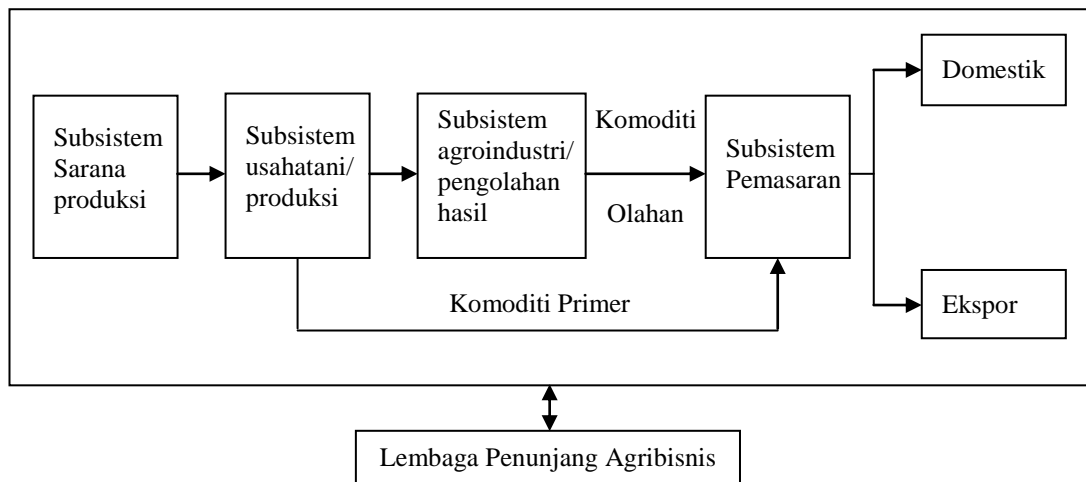 Subsistem
Sarana
produksi
Subsistem
usahatani/
produksi
Subsistem
agroindustri/
pengolahan
hasil
Komoditi
Olahan
Subsistem
Pemasaran
Domestik
Ekspor
Komoditi Primer
Lembaga Penunjang Agribisnis